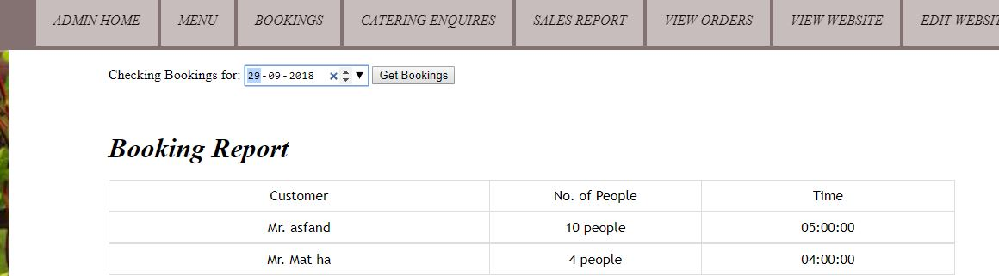 ADMIN HOME MENU BOOKINGS CATERING ENQUIRES SALES REPORT VIEW ORDERS VIEW WEBSITE EDIT
Checking Bookings for: 29-09-2018 Get Bookings
Booking Report
Customer No. of People Time
Mr. asfand 10 people 05:00:00
Mr. Mat ha 4 people 04:00:00